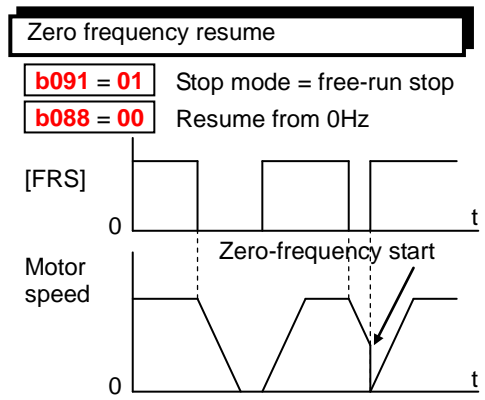 Zero frequency resume
b091 = 01 Stop mode = free-run stop
b088 = 00 Resume from 0Hz
[FRS]
0
t
Zero-frequency start
Motor
speed
0
t